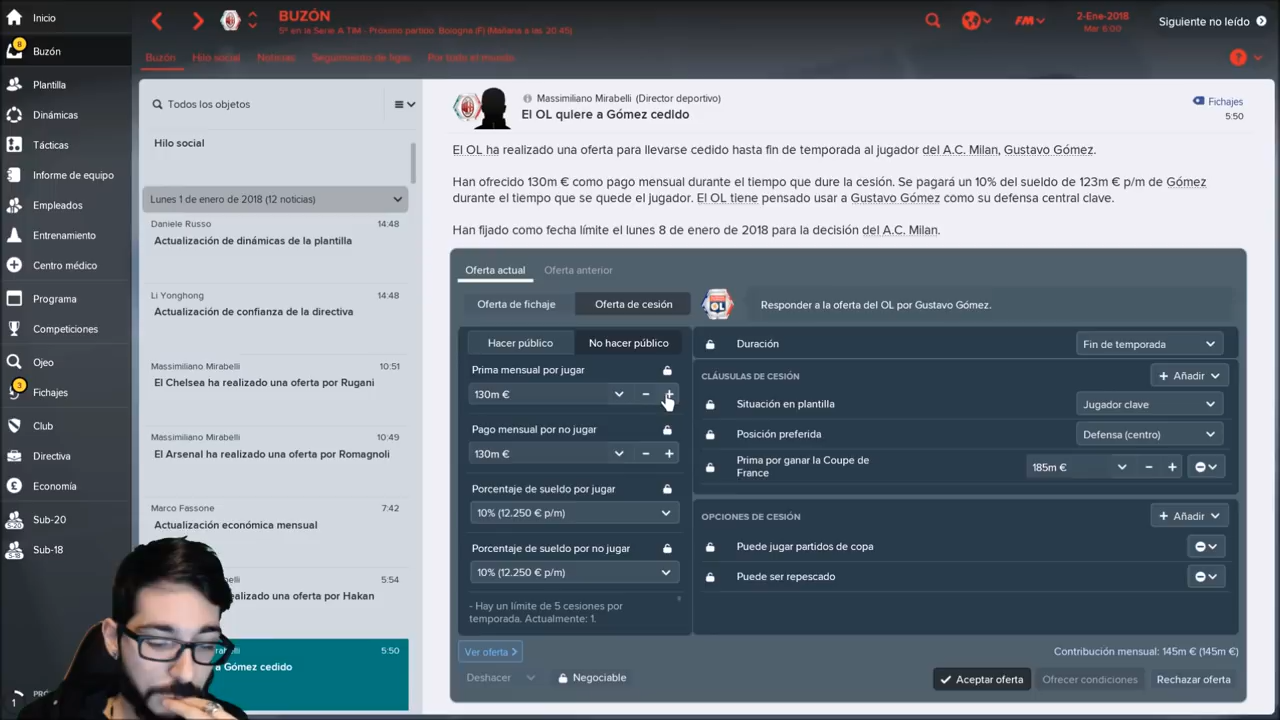 Inicio
Buzón
8
Plantilla
Dinámicas
Tácticas
Informe de equipo
Empleados
Entrenamiento
Centro médico
Programa
Competiciones
Ojeo
Fichajes
3
Club
Directiva
Economía
Sub-20
Sub-18
BUZÓN
5º en la Serie A TIM - Próximo partido: Bologna (F) (Mañana a las 20:45)
FM
2-Ene-2018
Mar 6:00
Siguiente no leído
Buzón
Hilo social
Noticias
Seguimiento de ligas
Por todo el mundo
Todos los objetos
Hilo social
Lunes 1 de enero de 2018 (12 noticias)
Daniele Russo 14:48
Actualización de dinámicas de la plantilla
Li Yonghong 14:48
Actualización de confianza de la directiva
Massimiliano Mirabelli 10:51
El Chelsea ha realizado una oferta por Rugani
Massimiliano Mirabelli 10:49
El Arsenal ha realizado una oferta por Romagnoli
Marco Fassone 7:42
Actualización económica mensual
5:54
realizado una oferta por Hakan
5:50
a Gómez cedido
Massimiliano Mirabelli (Director deportivo)
El OL quiere a Gómez cedido
Fichajes
5:50
El OL ha realizado una oferta para llevarse cedido hasta fin de temporada al jugador del A.C. Milan, Gustavo Gómez.
Han ofrecido 130m € como pago mensual durante el tiempo que dure la cesión. Se pagará un 10% del sueldo de 123m € p/m de Gómez
durante el tiempo que se quede el jugador. El OL tiene pensado usar a Gustavo Gómez como su defensa central clave.
Han fijado como fecha límite el lunes 8 de enero de 2018 para la decisión del A.C. Milan.
Oferta actual
Oferta anterior
Oferta de fichaje
Oferta de cesión
OL
Responder a la oferta del OL por Gustavo Gómez.
Hacer público
No hacer público
Prima mensual por jugar
130m €
Pago mensual por no jugar
130m €
Porcentaje de sueldo por jugar
10% (12.250 € p/m)
Porcentaje de sueldo por no jugar
10% (12.250 € p/m)
- Hay un límite de 5 cesiones por
temporada. Actualmente: 1.
Duración
Fin de temporada
CLÁUSULAS DE CESIÓN
Añadir
Situación en plantilla
Jugador clave
Posición preferida
Defensa (centro)
Prima por ganar la Coupe de
France
185m €
OPCIONES DE CESIÓN
Añadir
Puede jugar partidos de copa
Puede ser repescado
Ver oferta
Contribución mensual: 145m € (145m €)
Deshacer
Negociable
Aceptar oferta
Ofrecer condiciones
Rechazar oferta